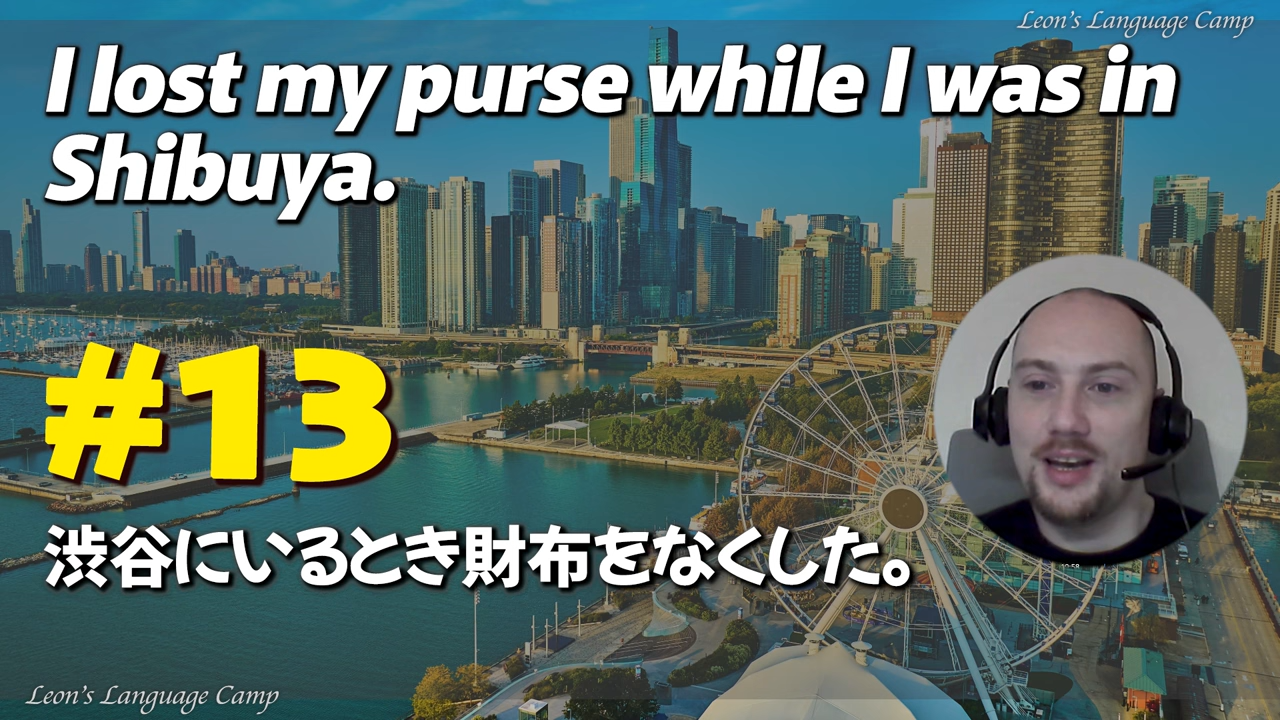 Leon's Language Camp
I lost my purse while I was in
Shibuya.
#13
渋谷にいるとき財布をなくした。
Leon's Language Camp